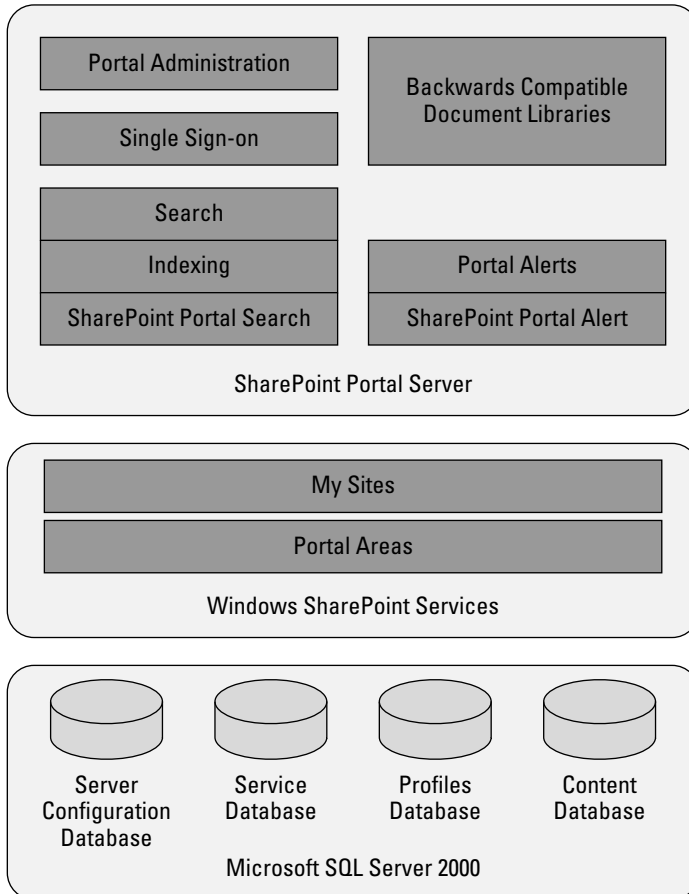 Portal Administration
Backwards Compatible
Document Libraries
Single Sign-on
Search
Indexing
SharePoint Portal Search
Portal Alerts
SharePoint Portal Alert
SharePoint Portal Server
My Sites
Portal Areas
Windows SharePoint Services
Server
Configuration
Database
Service
Database
Profiles
Database
Content
Database
Microsoft SQL Server 2000